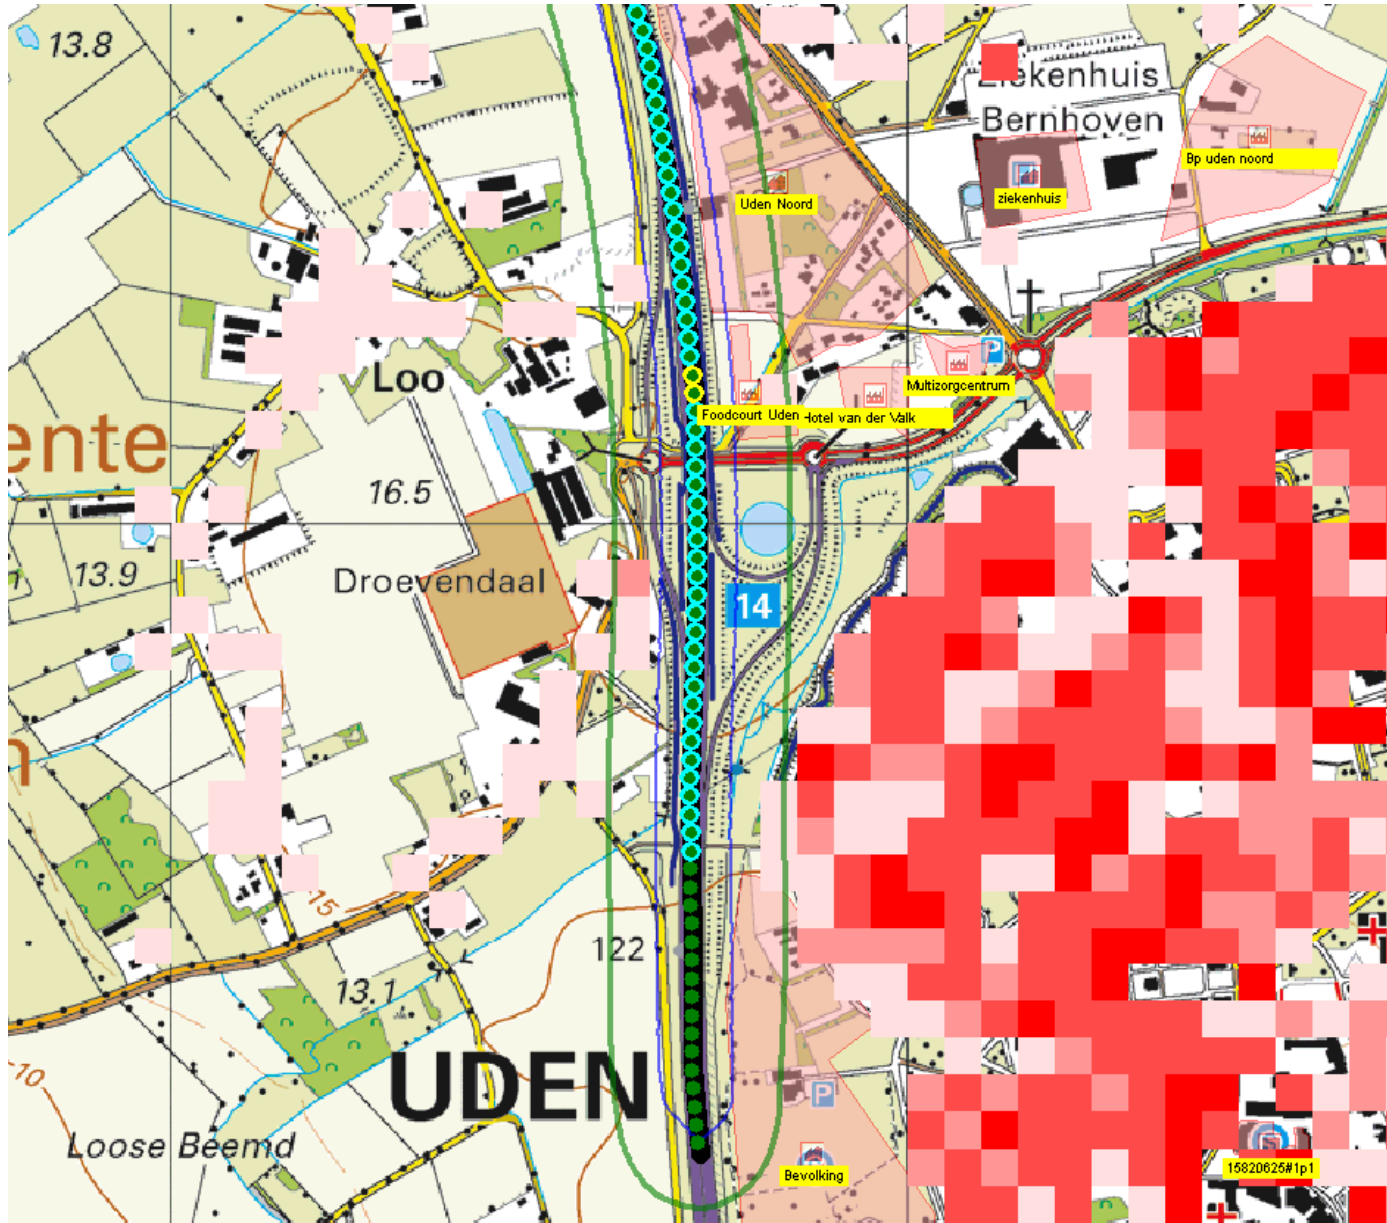 13.8
Ziekenhuis
Bernhoven
Bp uden noord
ziekenhuis
Uden Noord
P
Loo
Multizorgcentrum
Foodcourt Uden
Hotel van der Valk
ente
16.5
13.9
Droevendaal
14
15
122
13.1
UDEN
10
P
Loose Beemd
Bevolking
15820625#1p1